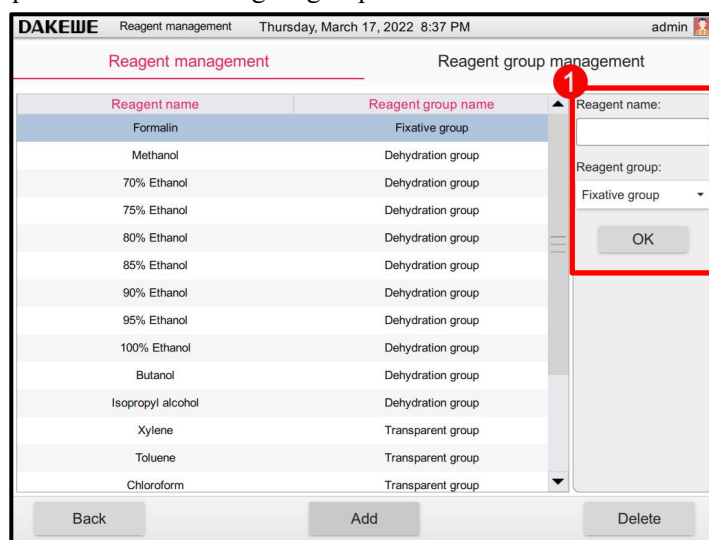 DAKEWE Reagent management Thursday, March 17, 2022 8:37 PM admin
Reagent management Reagent group management
1
Reagent name Reagent group name Reagent name:
Formalin Fixative group
Methanol Dehydration group
Reagent group:
70% Ethanol Dehydration group
Fixative group
75% Ethanol Dehydration group
80% Ethanol Dehydration group
OK
85% Ethanol Dehydration group
90% Ethanol Dehydration group
95% Ethanol Dehydration group
100% Ethanol Dehydration group
Butanol Dehydration group
Isopropyl alcohol Dehydration group
Xylene Transparent group
Toluene Transparent group
Chloroform Transparent group
Back Add Delete